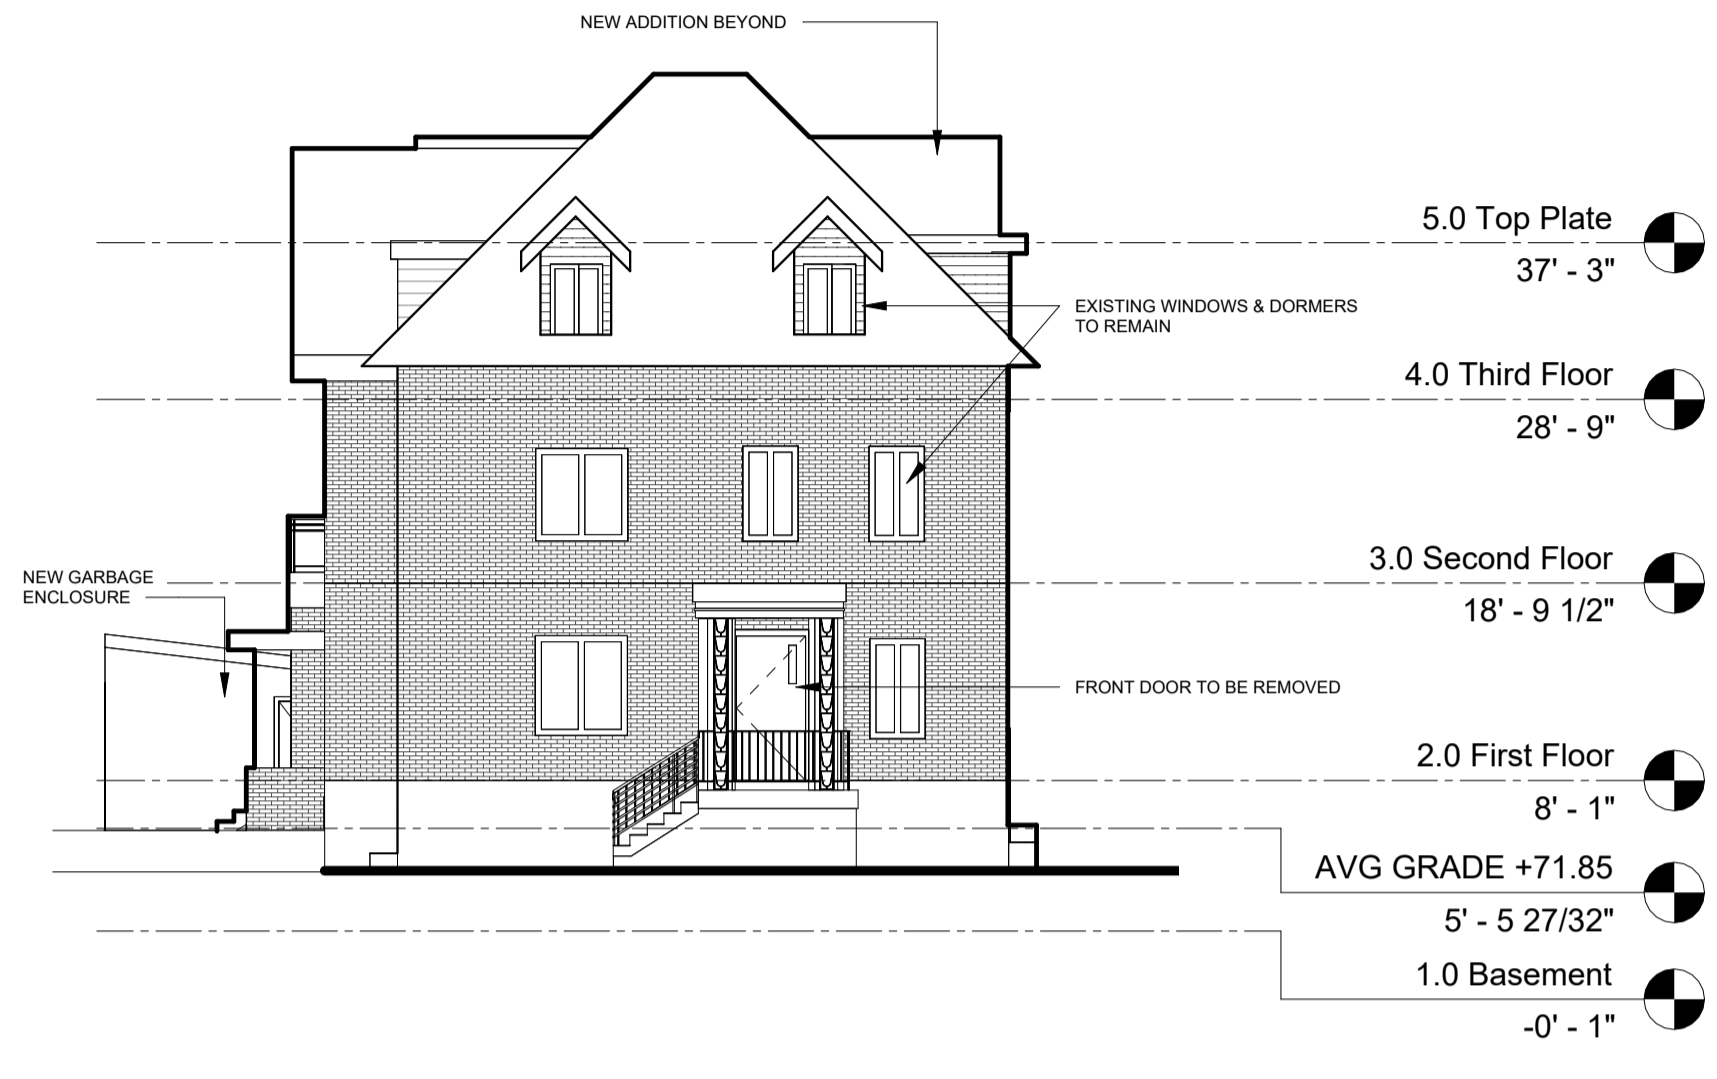 NEW ADDITION BEYOND
5.0 Top Plate
37' - 3"
EXISTING WINDOWS & DORMERS
TO REMAIN
4.0 Third Floor
28' - 9"
3.0 Second Floor
18' - 9 1/2"
NEW GARBAGE
ENCLOSURE
FRONT DOOR TO BE REMOVED
2.0 First Floor
8' - 1"
AVG GRADE +71.85
5' - 5 27/32"
1.0 Basement
-0' - 1"